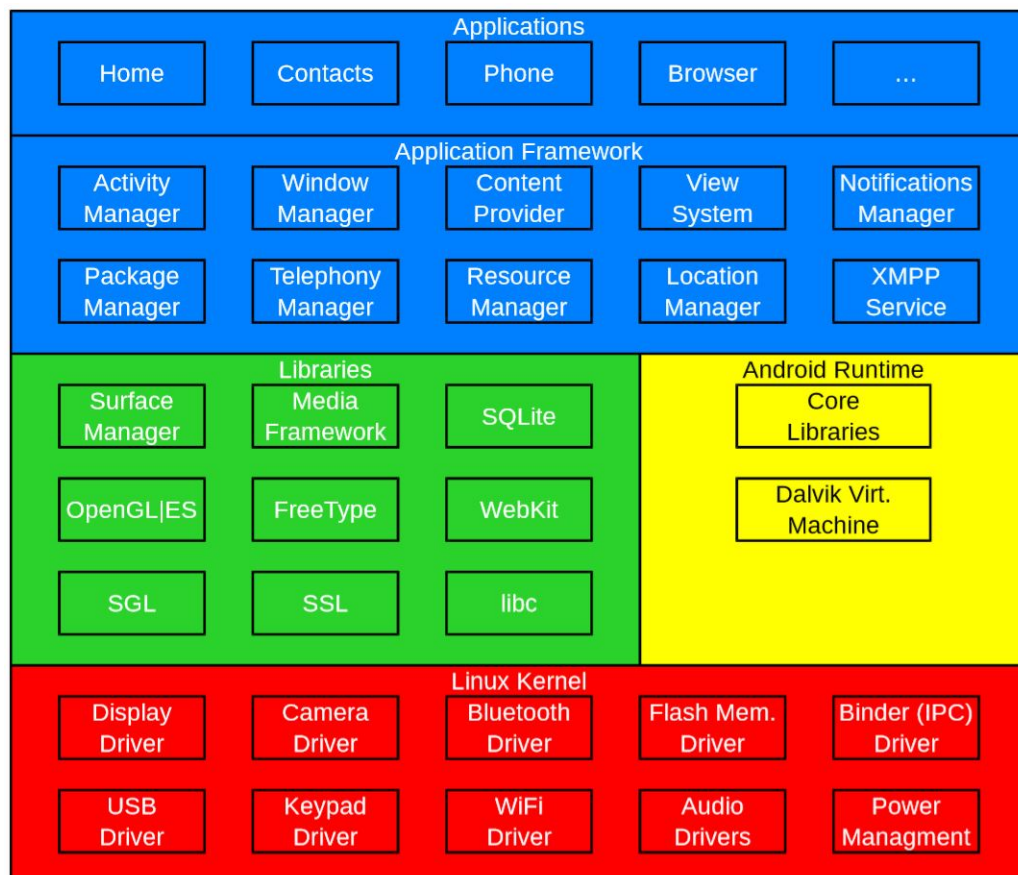 Applications
Home
Contacts
Phone
Browser
...
Application Framework
Activity
Manager
Window
Manager
Content
Provider
View
System
Notifications
Manager
Package
Manager
Telephony
Manager
Resource
Manager
Location
Manager
XMPP
Service
Libraries
Surface
Manager
Media
Framework
SQLite
OpenGL|ES
FreeType
WebKit
SGL
SSL
libc
Android Runtime
Core
Libraries
Dalvik Virt.
Machine
Linux Kernel
Display
Driver
Camera
Driver
Bluetooth
Driver
Flash Mem.
Driver
Binder (IPC)
Driver
USB
Driver
Keypad
Driver
WiFi
Driver
Audio
Drivers
Power
Managment